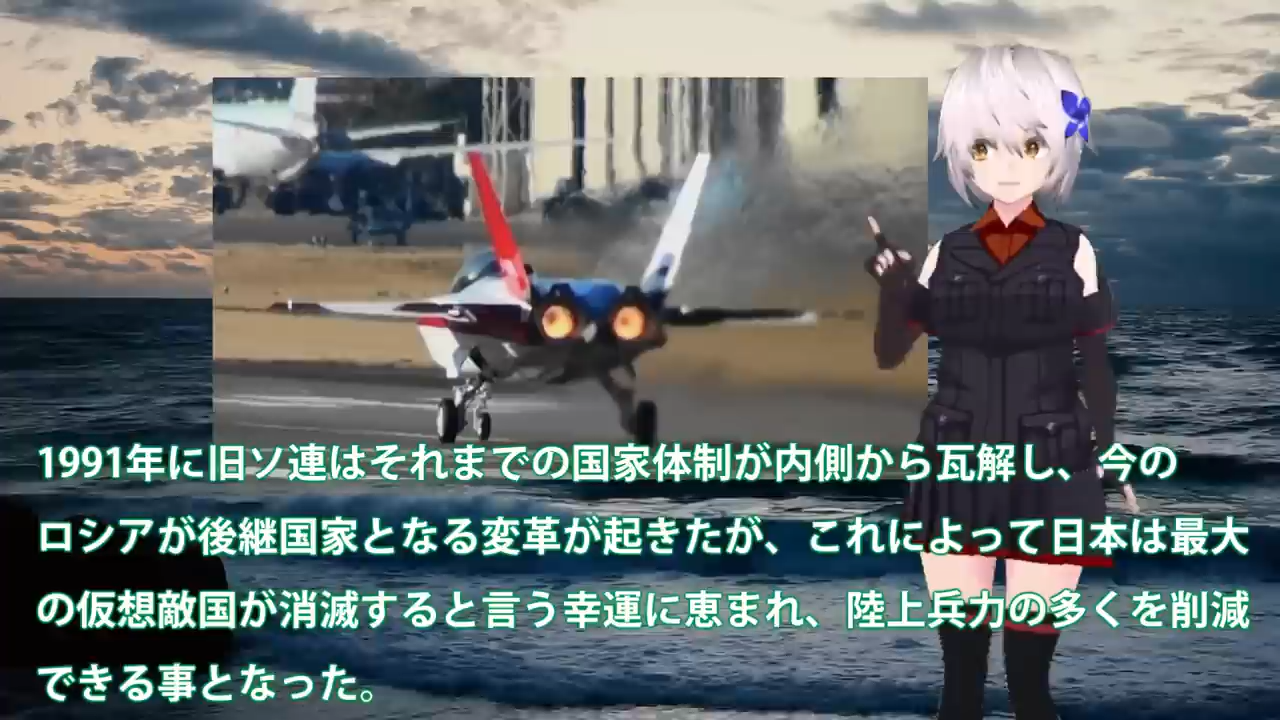 1991年に旧ソ連はそれまでの国家体制が内側から瓦解し、今の
ロシアが後継国家となる変革が起きたが、これによって日本は最大
の仮想敵国が消滅すると言う幸運に恵まれ、陸上兵力の多くを削減
できる事となった。